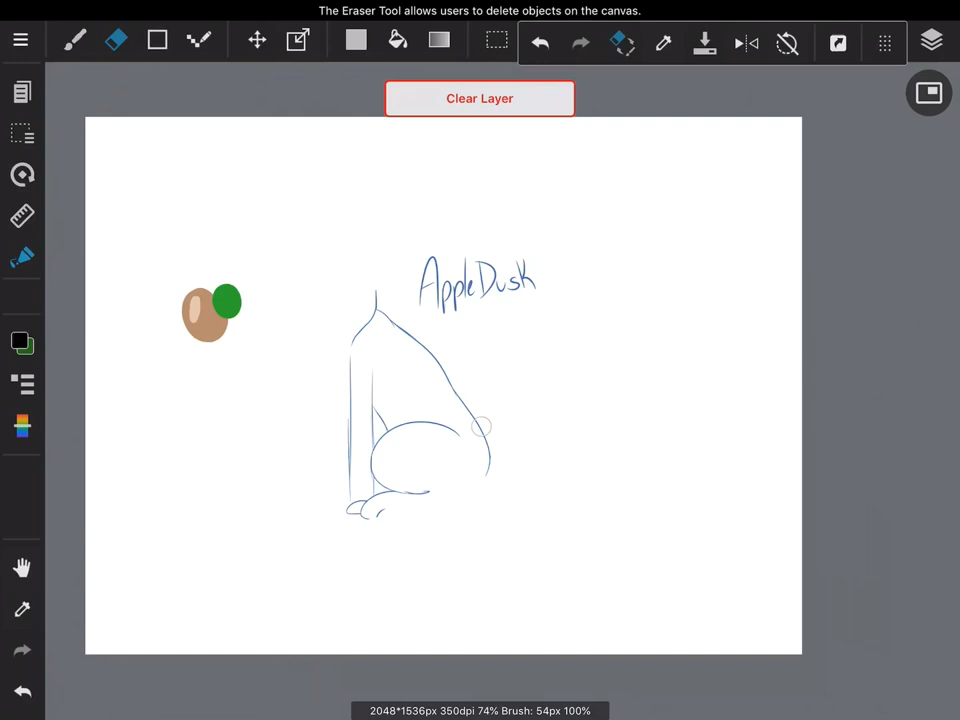 The Eraser Tool allows users to delete objects on the canvas.
Clear Layer
AppleDusk
2048*1536px 350dpi 74% Brush: 54px 100%